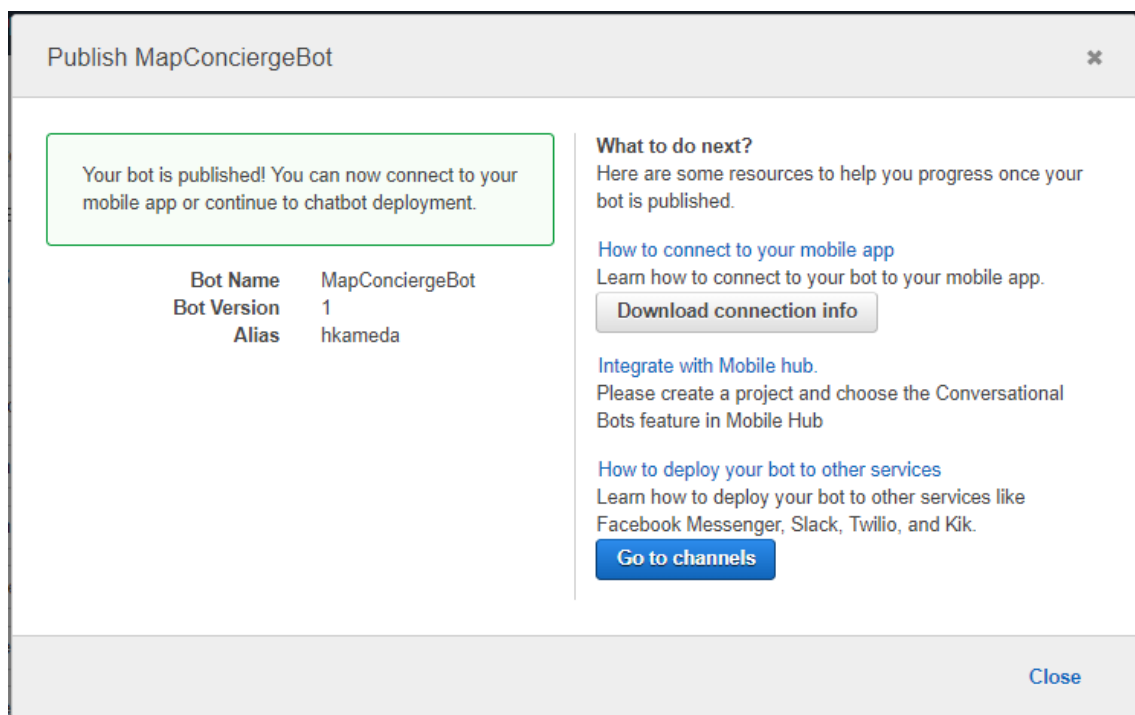 Publish MapConciergeBot
Your bot is published! You can now connect to your
mobile app or continue to chatbot deployment.
Bot Name MapConciergeBot
Bot Version 1
Alias hkameda
What to do next?
Here are some resources to help you progress once your
bot is published.
How to connect to your mobile app
Learn how to connect to your bot to your mobile app.
Download connection info
Integrate with Mobile hub.
Please create a project and choose the Conversational
Bots feature in Mobile Hub
How to deploy your bot to other services
Learn how to deploy your bot to other services like
Facebook Messenger, Slack, Twilio, and Kik.
Go to channels
Close